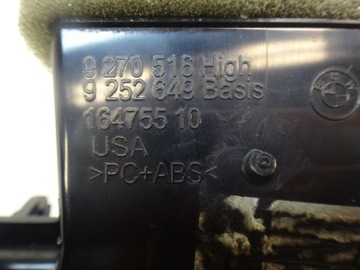 9 270 516 High
9 252 649 Basis
164755 10
USA
>PC+ABS<